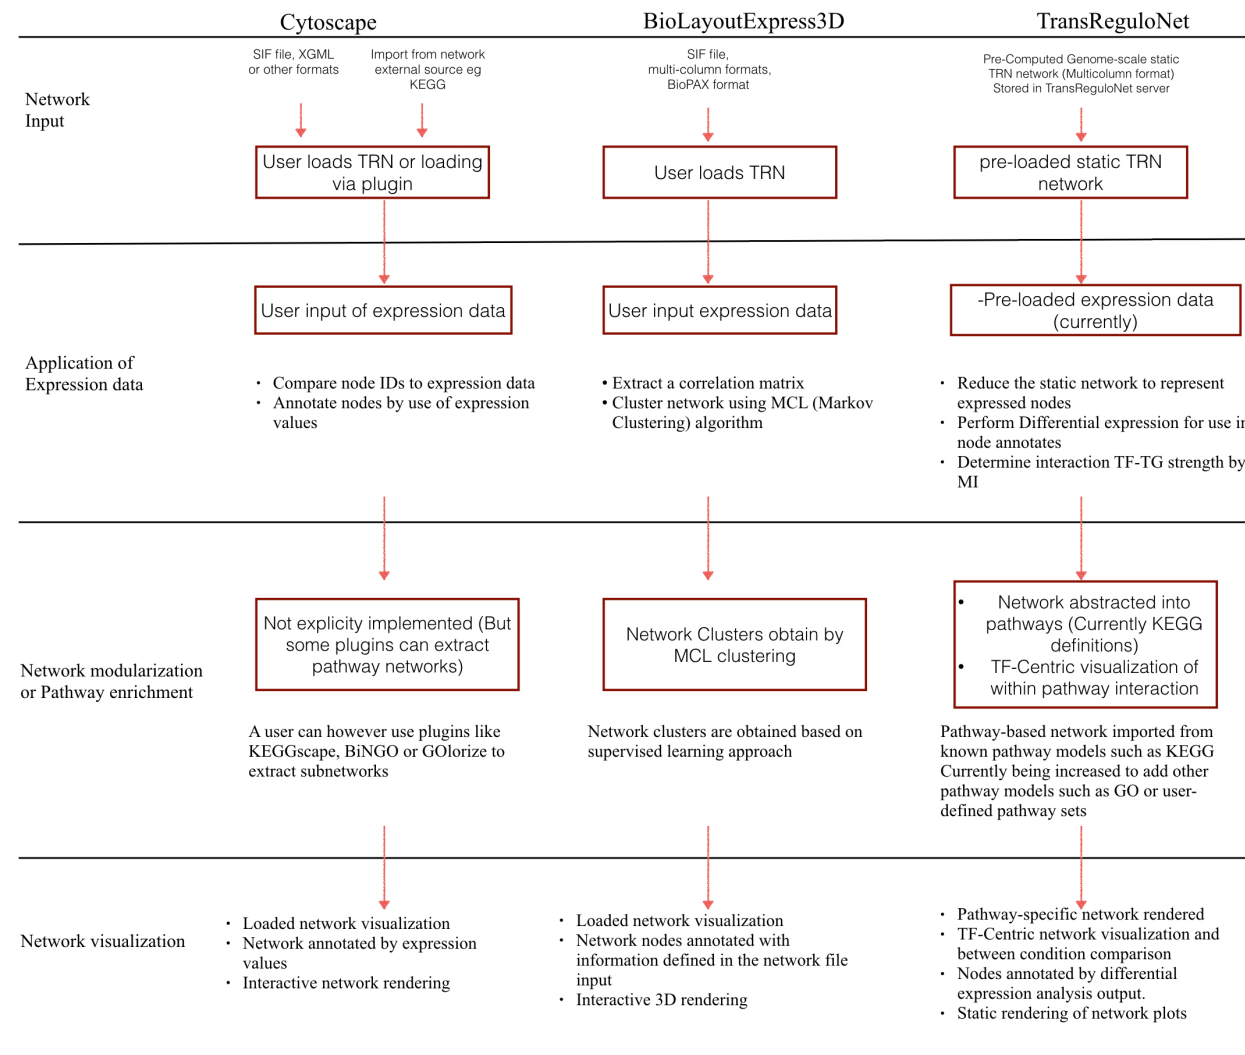 Cytoscape
BioLayoutExpress3D
TransReguloNet
Network
Input
SIF file, XGML
or other formats
Import from network
external source eg
KEGG
User loads TRN or loading
via plugin
SIF file,
multi-column formats,
BioPAX format
User loads TRN
Pre-Computed Genome-scale static
TRN network (Multicolumn format)
Stored in TransReguloNet server
pre-loaded static TRN
network
Application of
Expression data
User input of expression data
• Compare node IDs to expression data
• Annotate nodes by use of expression
values
User input expression data
• Extract a correlation matrix
• Cluster network using MCL (Markov
Clustering) algorithm
-Pre-loaded expression data
(currently)
• Reduce the static network to represent
expressed nodes
• Perform Differential expression for use in
node annotates
• Determine interaction TF-TG strength by
MI
Network modularization
or Pathway enrichment
Not explicity implemented (But
some plugins can extract
pathway networks)
A user can however use plugins like
KEGGscape, BiNGO or GOlorize to
extract subnetworks
Network Clusters obtain by
MCL clustering
Network clusters are obtained based on
supervised learning approach
• Network abstracted into
pathways (Currently KEGG
definitions)
• TF-Centric visualization of
within pathway interaction
Pathway-based network imported from
known pathway models such as KEGG
Currently being increased to add other
pathway models such as GO or user-
defined pathway sets
Network visualization
• Loaded network visualization
• Network annotated by expression
values
• Interactive network rendering
• Loaded network visualization
• Network nodes annotated with
information defined in the network file
input
• Interactive 3D rendering
• Pathway-specific network rendered
• TF-Centric network visualization and
between condition comparison
• Nodes annotated by differential
expression analysis output.
• Static rendering of network plots